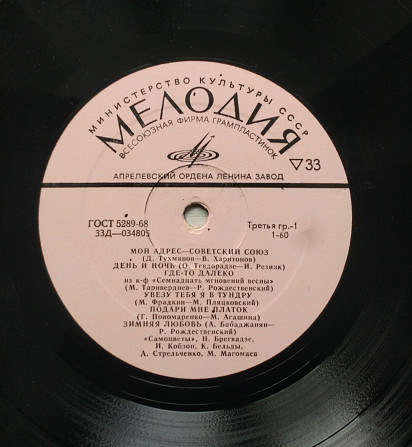 МИНИСТЕРСТВО КУЛЬТУРЫ СССР
МЕЛОДИЯ
ВСЕСОЮЗНАЯ ФИРМА ГРАМПЛАСТИНОК
▽33
АПРЕЛЕВСКИЙ ОРДЕНА ЛЕНИНА ЗАВОД
ГОСТ 5289-68 Третья гр.-1
33Д—034805 1-60
МОЙ АДРЕС—СОВЕТСКИЙ СОЮЗ
(Д. Тухманов—В. Харитонов)
ДЕНЬ И НОЧЬ (О. Тевдорадзе—И. Резник)
ГДЕ-ТО ДАЛЕКО
из к-ф «Семнадцать мгновений весны»
(М. Таривердиев—Р. Рождественский)
УВЕЗУ ТЕБЯ Я В ТУНДРУ
(М. Фрадкин—М. Пляцковский)
ПОДАРИ МНЕ ПЛАТОК
(Г. Пономаренко—М. Агашина)
ЗИМНЯЯ ЛЮБОВЬ (А. Бабаджанян—
Р. Рождественский)
«Самоцветы», Н. Брегвадзе,
И. Кобзон, К. Бельды,
А. Стрельченко, М. Магомаев